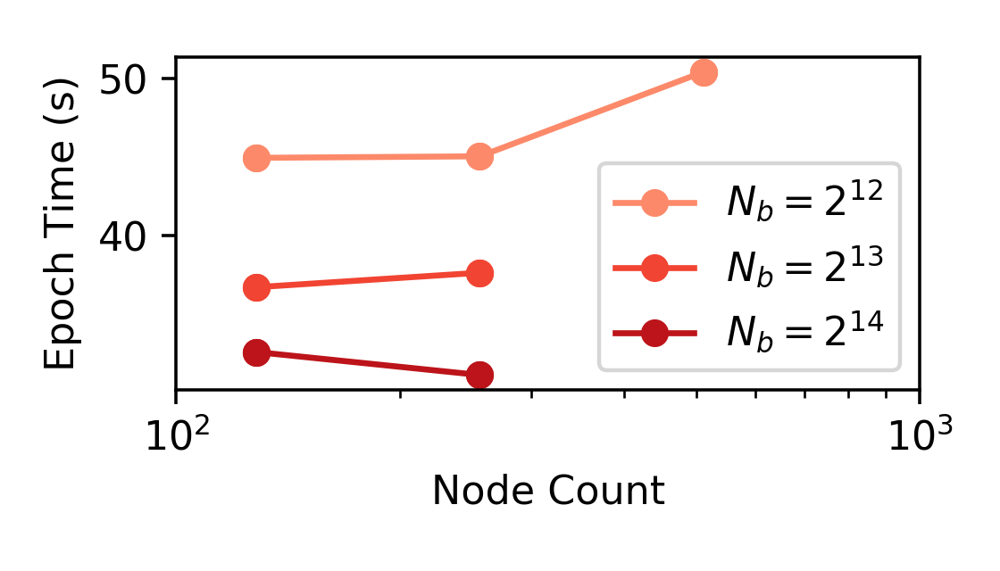 50
40
Epoch Time (s)
N_b = 2^12
N_b = 2^13
N_b = 2^14
10^2
10^3
Node Count